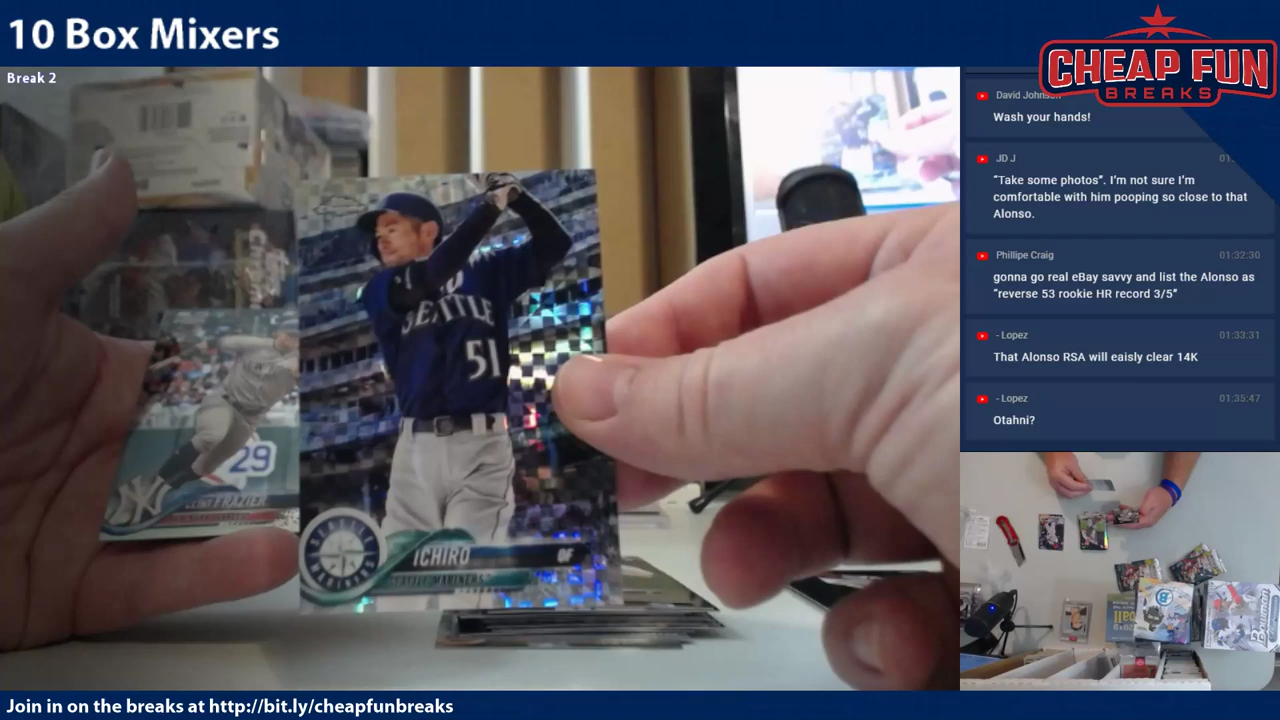 10 Box Mixers
Break 2
CHEAP FUN
BREAKS
David Johns
Wash your hands!
JD J
"Take some photos". I'm not sure I'm
comfortable with him pooping so close to that
Alonso.
Phillipe Craig 01:32:30
gonna go real eBay savvy and list the Alonso as
"reverse 53 rookie HR record 3/5"
- Lopez 01:33:31
That Alonso RSA will eaisly clear 14K
- Lopez 01:35:47
Otahni?
SEATTLE
51
29
FRAZIER
ICHIRO OF
SEATTLE MARINERS
Join in on the breaks at http://bit.ly/cheapfunbreaks